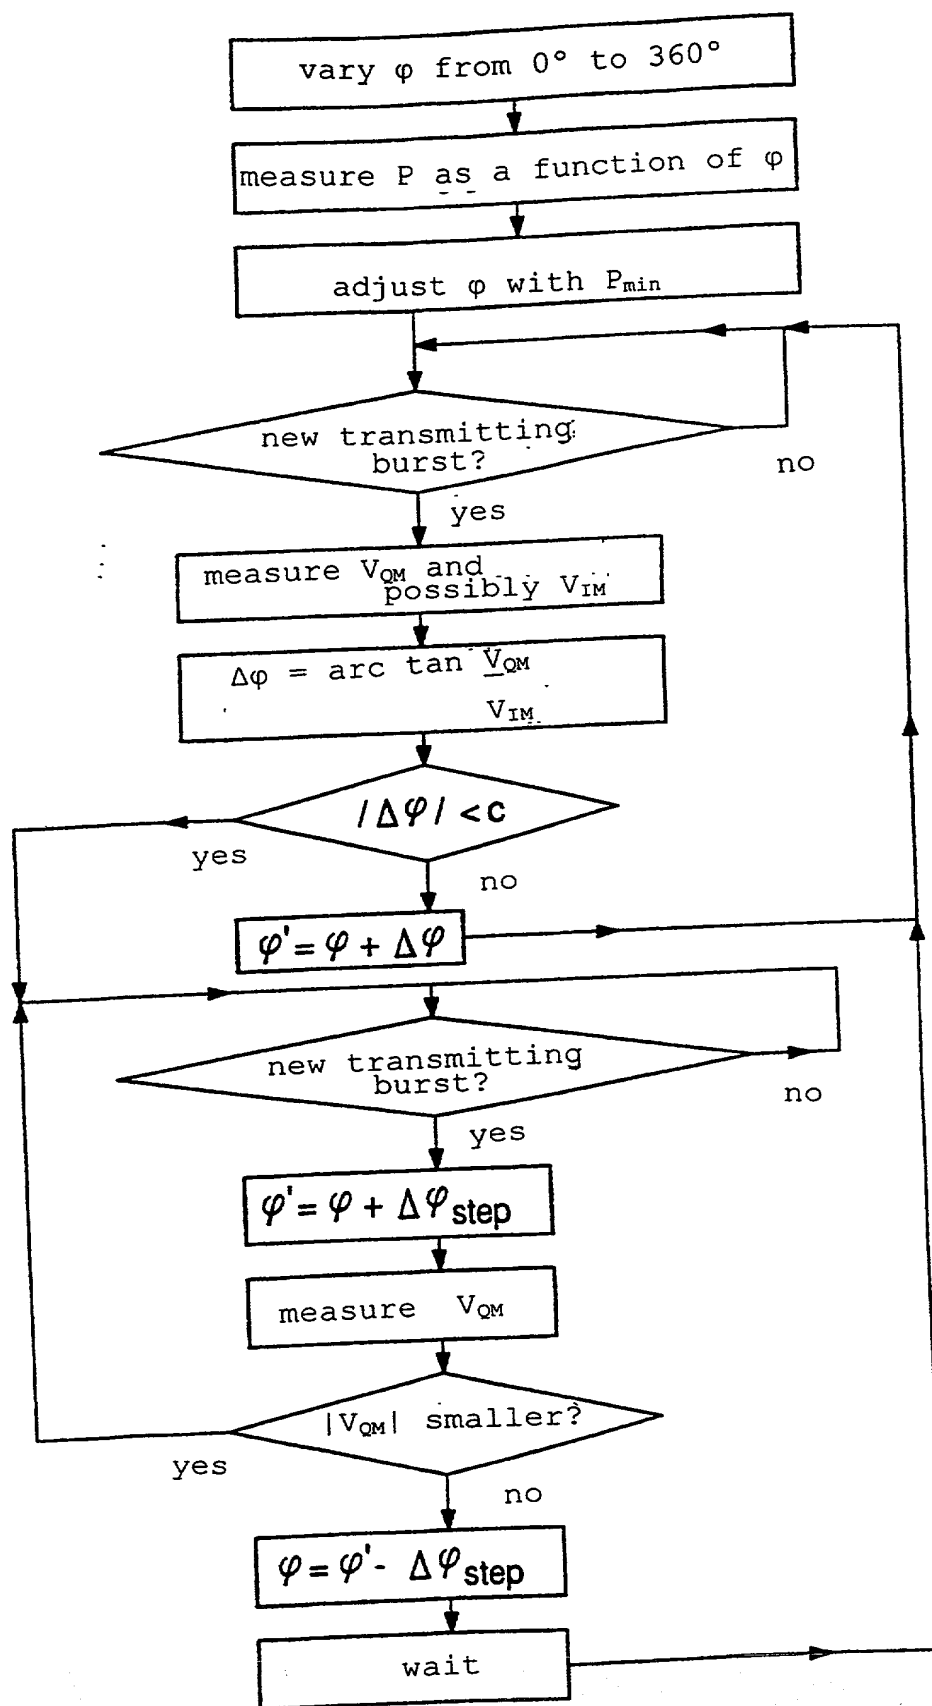 vary φ from 0° to 360°
measure P as a function of φ
adjust φ with Pmin
new transmitting
burst?
no
yes
measure VQM and
possibly VIM
Δφ = arc tan VQM
VIM
/Δφ/ < c
yes
no
φ' = φ + Δφ
new transmitting
burst?
no
yes
φ' = φ + Δφstep
measure VQM
|VQM| smaller?
yes
no
φ = φ' - Δφstep
wait